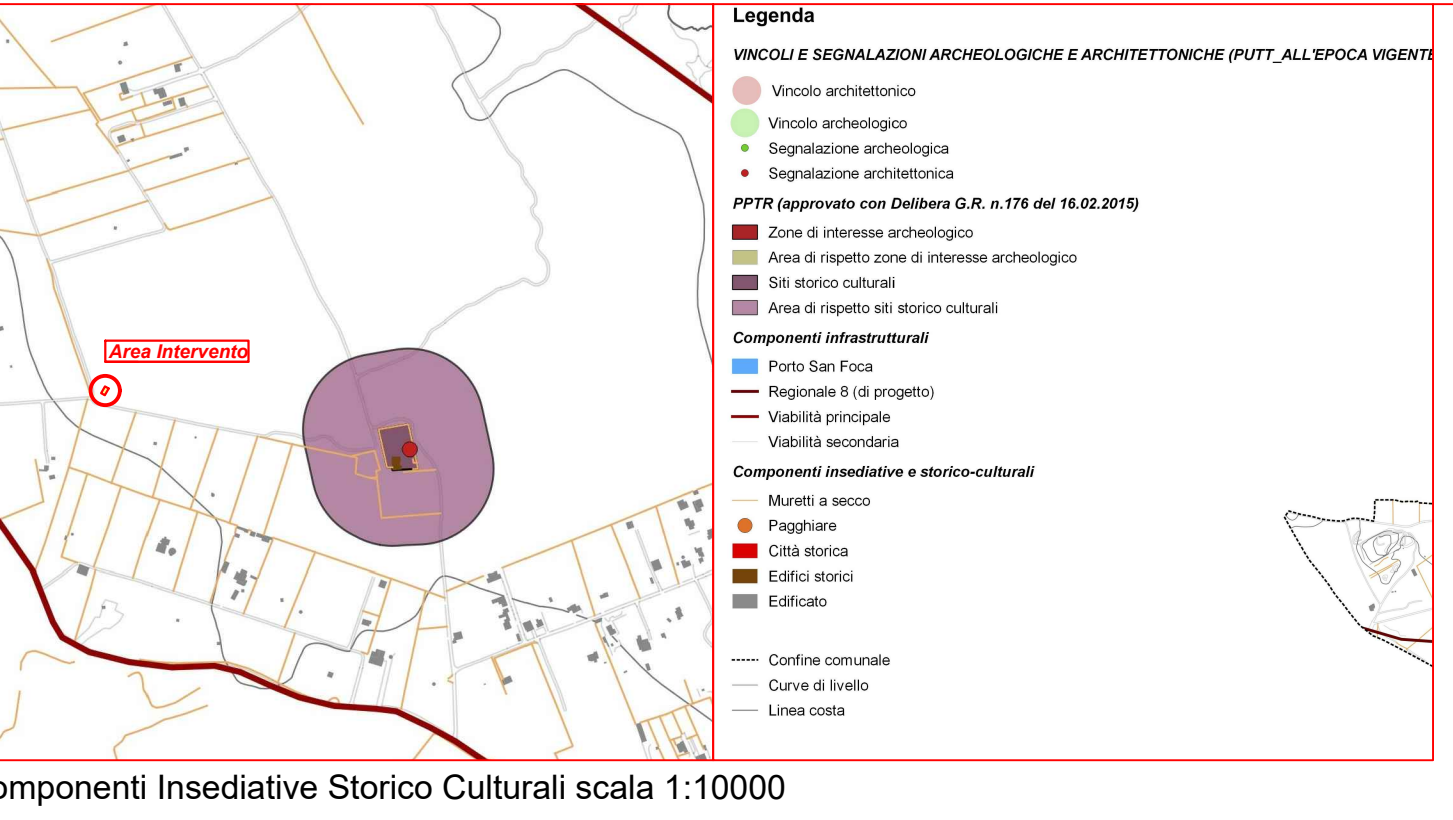 Area Intervento
Legenda
VINCOLI E SEGNALAZIONI ARCHEOLOGICHE E ARCHITETTONICHE (PUTT_ALL'EPOCA VIGENTE
Vincolo architettonico
Vincolo archeologico
Segnalazione archeologica
Segnalazione architettonica
PPTR (approvato con Delibera G.R. n.176 del 16.02.2015)
Zone di interesse archeologico
Area di rispetto zone di interesse archeologico
Siti storico culturali
Area di rispetto siti storico culturali
Componenti infrastrutturali
Porto San Foca
Regionale 8 (di progetto)
Viabilità principale
Viabilità secondaria
Componenti insediative e storico-culturali
Muretti a secco
Pagghiare
Città storica
Edifici storici
Edificato
Confine comunale
Curve di livello
Linea costa
omponenti Insediative Storico Culturali scala 1:10000